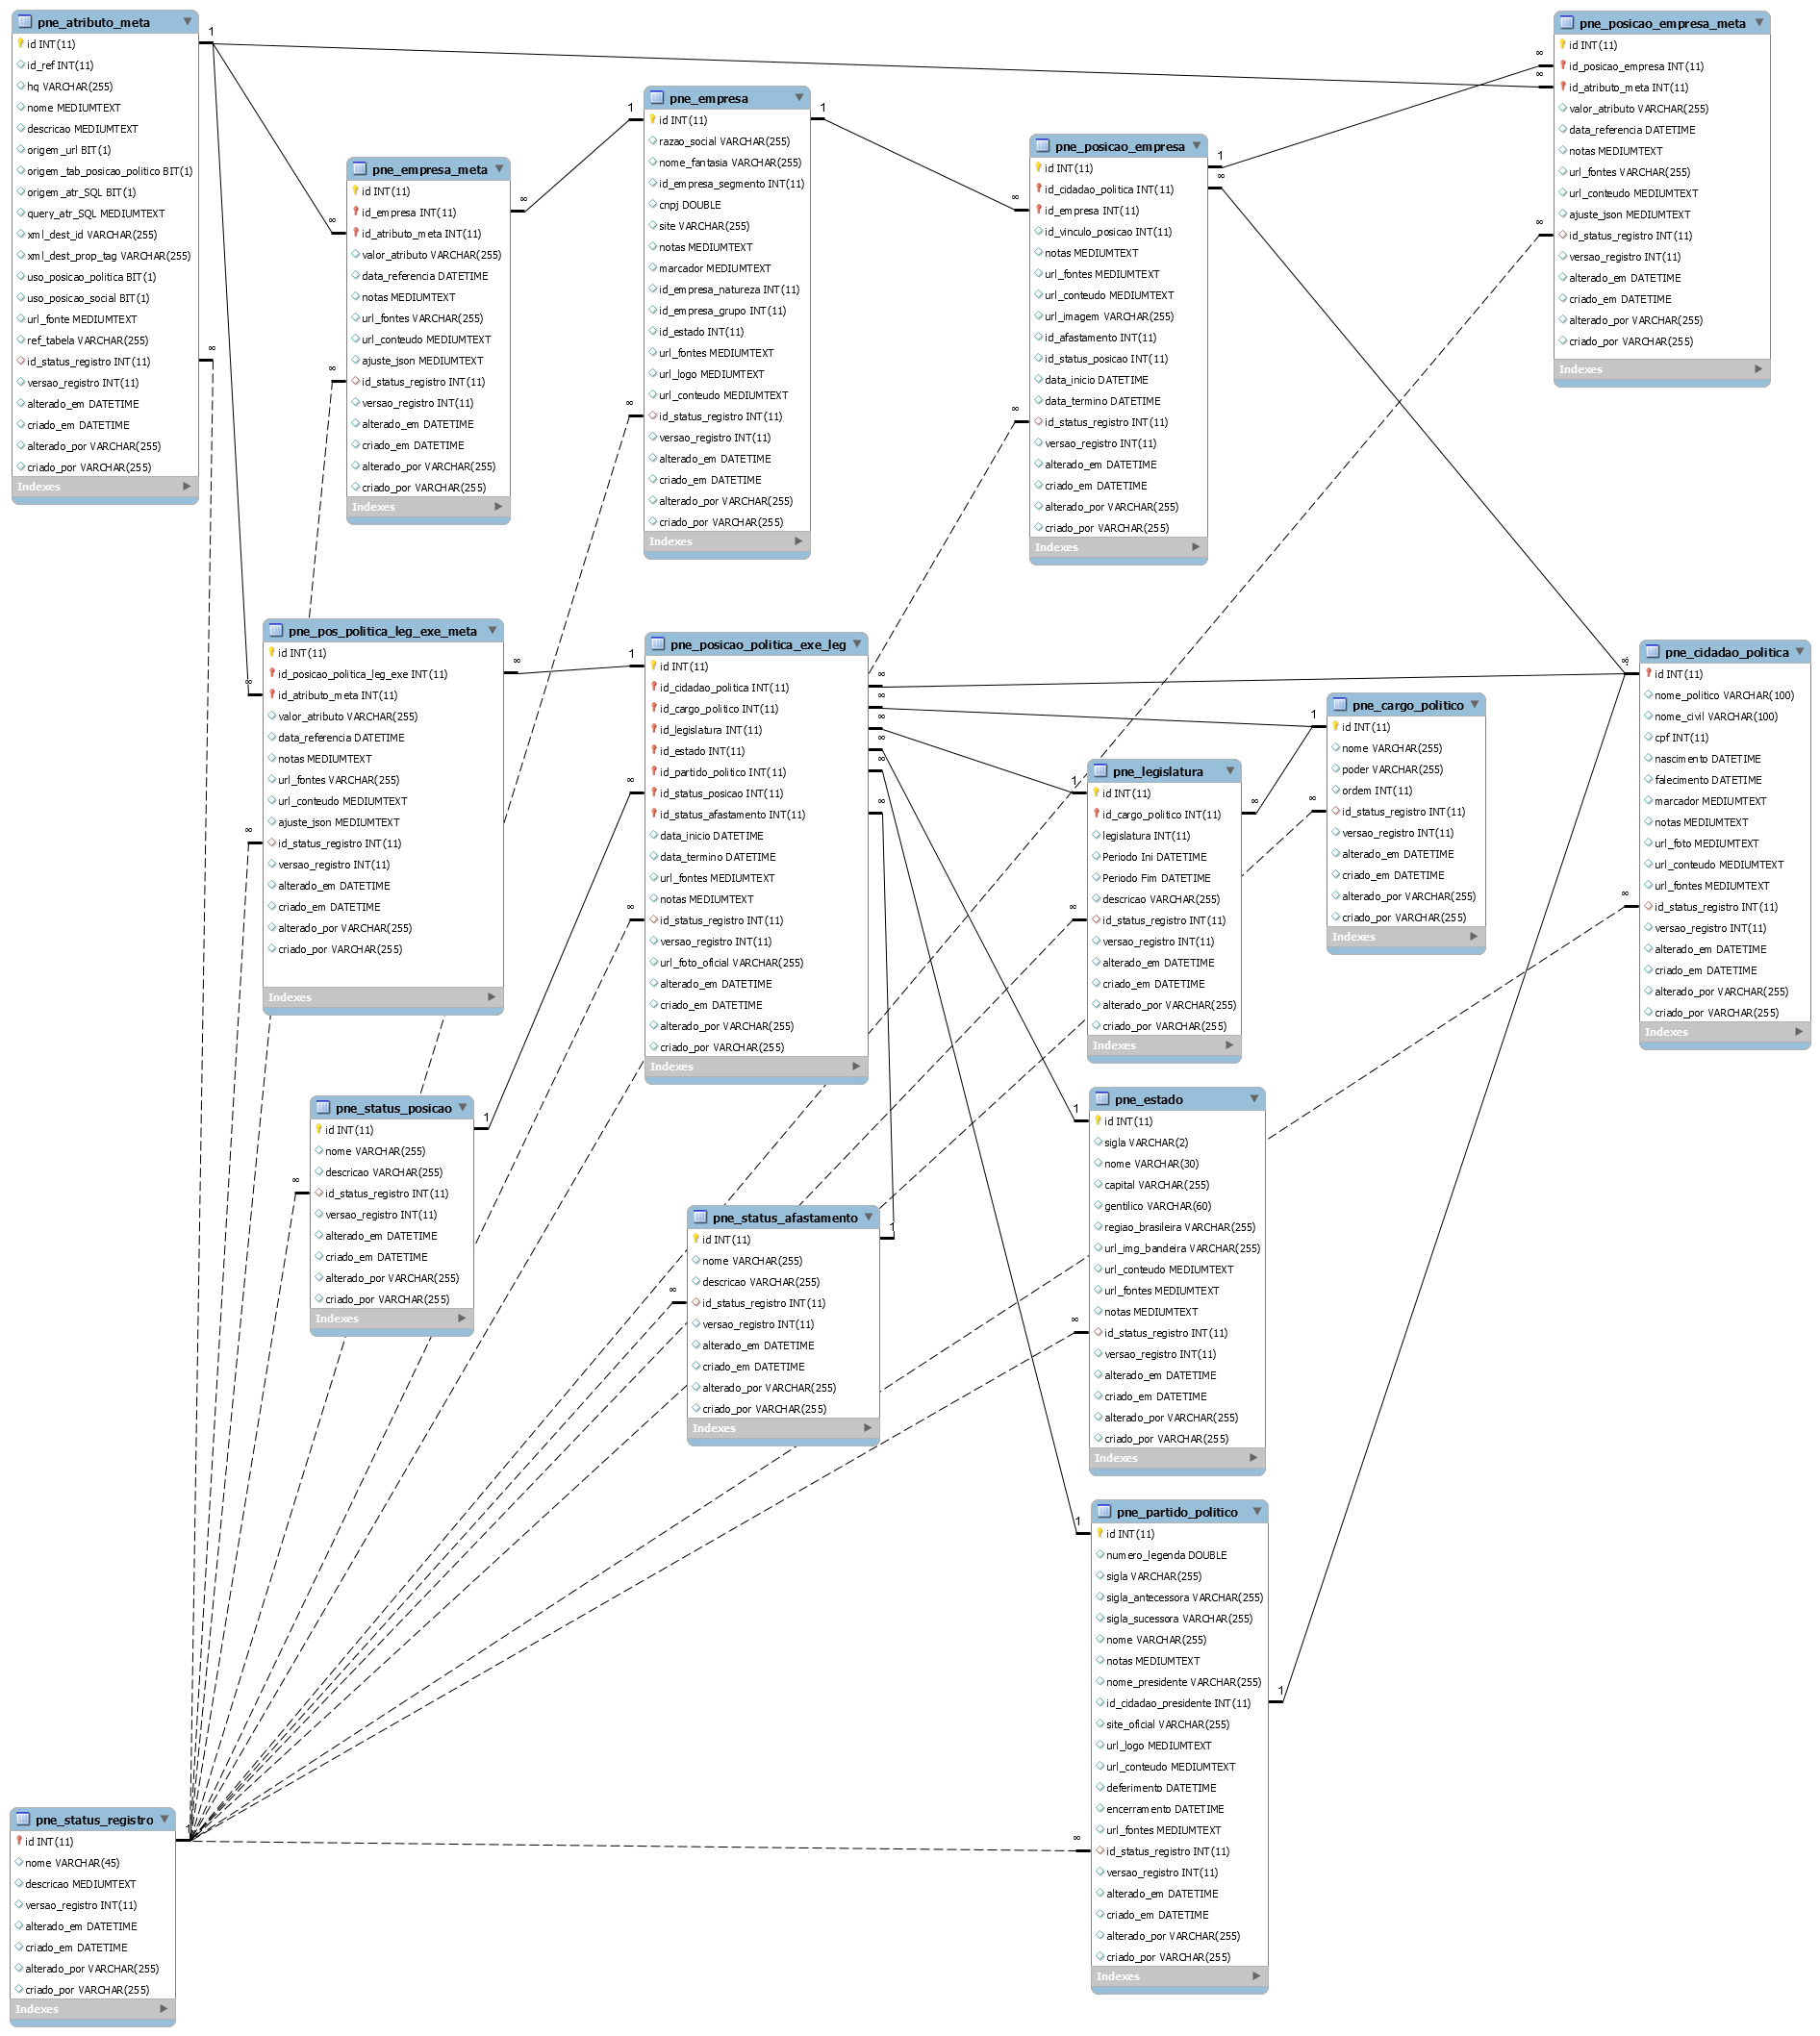 pne_atributo_meta
id INT(11)
id_ref INT(11)
hq VARCHAR(255)
nome MEDIUMTEXT
descricao MEDIUMTEXT
origem_url BIT(1)
origem_tab_posicao_politico BIT(1)
origem_atr_SQL BIT(1)
query_atr_SQL MEDIUMTEXT
xml_dest_id VARCHAR(255)
xml_dest_prop_tag VARCHAR(255)
uso_posicao_politica BIT(1)
uso_posicao_social BIT(1)
url_fonte MEDIUMTEXT
ref_tabela VARCHAR(255)
id_status_registro INT(11)
versao_registro INT(11)
alterado_em DATETIME
criado_em DATETIME
alterado_por VARCHAR(255)
criado_por VARCHAR(255)
Indexes
pne_empresa_meta
id INT(11)
id_empresa INT(11)
id_atributo_meta INT(11)
valor_atributo VARCHAR(255)
data_referencia DATETIME
notas MEDIUMTEXT
url_fontes VARCHAR(255)
url_conteudo MEDIUMTEXT
ajuste_json MEDIUMTEXT
id_status_registro INT(11)
versao_registro INT(11)
alterado_em DATETIME
criado_em DATETIME
alterado_por VARCHAR(255)
criado_por VARCHAR(255)
Indexes
pne_empresa
id INT(11)
razao_social VARCHAR(255)
nome_fantasia VARCHAR(255)
id_empresa_segmento INT(11)
cnpj DOUBLE
site VARCHAR(255)
notas MEDIUMTEXT
marcador MEDIUMTEXT
id_empresa_natureza INT(11)
id_empresa_grupo INT(11)
id_estado INT(11)
url_fontes MEDIUMTEXT
url_logo MEDIUMTEXT
url_conteudo MEDIUMTEXT
id_status_registro INT(11)
versao_registro INT(11)
alterado_em DATETIME
criado_em DATETIME
alterado_por VARCHAR(255)
criado_por VARCHAR(255)
Indexes
pne_posicao_empresa
id INT(11)
id_cidadao_politica INT(11)
id_empresa INT(11)
id_vinculo_posicao INT(11)
notas MEDIUMTEXT
url_fontes MEDIUMTEXT
url_conteudo MEDIUMTEXT
url_imagem VARCHAR(255)
id_afastamento INT(11)
id_status_posicao INT(11)
data_inicio DATETIME
data_termino DATETIME
id_status_registro INT(11)
versao_registro INT(11)
alterado_em DATETIME
criado_em DATETIME
alterado_por VARCHAR(255)
criado_por VARCHAR(255)
Indexes
pne_posicao_empresa_meta
id INT(11)
id_posicao_empresa INT(11)
id_atributo_meta INT(11)
valor_atributo VARCHAR(255)
data_referencia DATETIME
notas MEDIUMTEXT
url_fontes VARCHAR(255)
url_conteudo MEDIUMTEXT
ajuste_json MEDIUMTEXT
id_status_registro INT(11)
versao_registro INT(11)
alterado_em DATETIME
criado_em DATETIME
alterado_por VARCHAR(255)
criado_por VARCHAR(255)
Indexes
pne_pos_politica_leg_exe_meta
id INT(11)
id_posicao_politica_leg_exe INT(11)
id_atributo_meta INT(11)
valor_atributo VARCHAR(255)
data_referencia DATETIME
notas MEDIUMTEXT
url_fontes VARCHAR(255)
url_conteudo MEDIUMTEXT
ajuste_json MEDIUMTEXT
id_status_registro INT(11)
versao_registro INT(11)
alterado_em DATETIME
criado_em DATETIME
alterado_por VARCHAR(255)
criado_por VARCHAR(255)
Indexes
pne_posicao_politica_exe_leg
id INT(11)
id_cidadao_politica INT(11)
id_cargo_politico INT(11)
id_legislatura INT(11)
id_estado INT(11)
id_partido_politico INT(11)
id_status_posicao INT(11)
id_status_afastamento INT(11)
data_inicio DATETIME
data_termino DATETIME
url_fontes MEDIUMTEXT
notas MEDIUMTEXT
id_status_registro INT(11)
versao_registro INT(11)
url_foto_oficial VARCHAR(255)
alterado_em DATETIME
criado_em DATETIME
alterado_por VARCHAR(255)
criado_por VARCHAR(255)
Indexes
pne_legislatura
id INT(11)
id_cargo_politico INT(11)
legislatura INT(11)
Periodo Ini DATETIME
Periodo Fim DATETIME
descricao VARCHAR(255)
id_status_registro INT(11)
versao_registro INT(11)
alterado_em DATETIME
criado_em DATETIME
alterado_por VARCHAR(255)
criado_por VARCHAR(255)
Indexes
pne_cargo_politico
id INT(11)
nome VARCHAR(255)
poder VARCHAR(255)
ordem INT(11)
id_status_registro INT(11)
versao_registro INT(11)
alterado_em DATETIME
criado_em DATETIME
alterado_por VARCHAR(255)
criado_por VARCHAR(255)
Indexes
pne_cidadao_politica
id INT(11)
nome_politico VARCHAR(100)
nome_civil VARCHAR(100)
cpf INT(11)
nascimento DATETIME
falecimento DATETIME
marcador MEDIUMTEXT
notas MEDIUMTEXT
url_foto MEDIUMTEXT
url_conteudo MEDIUMTEXT
url_fontes MEDIUMTEXT
id_status_registro INT(11)
versao_registro INT(11)
alterado_em DATETIME
criado_em DATETIME
alterado_por VARCHAR(255)
criado_por VARCHAR(255)
Indexes
pne_status_posicao
id INT(11)
nome VARCHAR(255)
descricao VARCHAR(255)
id_status_registro INT(11)
versao_registro INT(11)
alterado_em DATETIME
criado_em DATETIME
alterado_por VARCHAR(255)
criado_por VARCHAR(255)
Indexes
pne_status_afastamento
id INT(11)
nome VARCHAR(255)
descricao VARCHAR(255)
id_status_registro INT(11)
versao_registro INT(11)
alterado_em DATETIME
criado_em DATETIME
alterado_por VARCHAR(255)
criado_por VARCHAR(255)
Indexes
pne_estado
id INT(11)
sigla VARCHAR(2)
nome VARCHAR(30)
capital VARCHAR(255)
gentilico VARCHAR(60)
regiao_brasileira VARCHAR(255)
url_img_bandeira VARCHAR(255)
url_conteudo MEDIUMTEXT
url_fontes MEDIUMTEXT
notas MEDIUMTEXT
id_status_registro INT(11)
versao_registro INT(11)
alterado_em DATETIME
criado_em DATETIME
alterado_por VARCHAR(255)
criado_por VARCHAR(255)
Indexes
pne_partido_politico
id INT(11)
numero_legenda DOUBLE
sigla VARCHAR(255)
sigla_antecessora VARCHAR(255)
sigla_sucessora VARCHAR(255)
nome VARCHAR(255)
notas MEDIUMTEXT
nome_presidente VARCHAR(255)
id_cidadao_presidente INT(11)
site_oficial VARCHAR(255)
url_logo MEDIUMTEXT
url_conteudo MEDIUMTEXT
deferimento DATETIME
encerramento DATETIME
url_fontes MEDIUMTEXT
id_status_registro INT(11)
versao_registro INT(11)
alterado_em DATETIME
criado_em DATETIME
alterado_por VARCHAR(255)
criado_por VARCHAR(255)
Indexes
pne_status_registro
id INT(11)
nome VARCHAR(45)
descricao MEDIUMTEXT
versao_registro INT(11)
alterado_em DATETIME
criado_em DATETIME
alterado_por VARCHAR(255)
criado_por VARCHAR(255)
Indexes